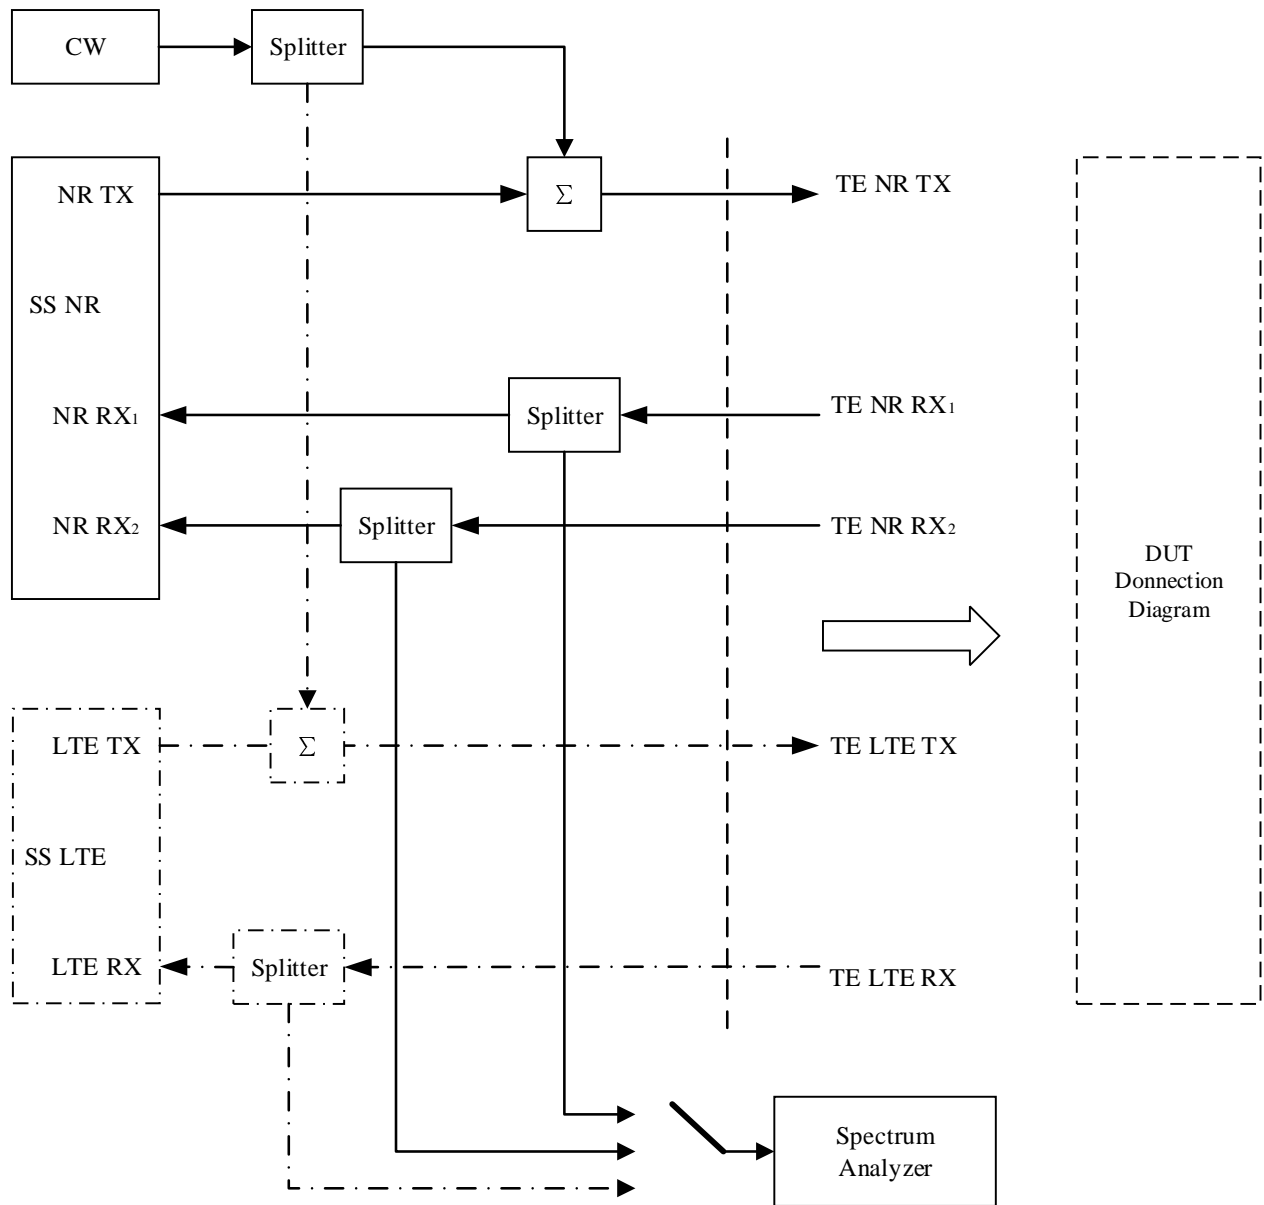 CW
Splitter
NR TX
Σ
TE NR TX
SS NR
NR RX1
Splitter
TE NR RX1
NR RX2
Splitter
TE NR RX2
DUT
Donnection
Diagram
LTE TX
Σ
TE LTE TX
SS LTE
LTE RX
Splitter
TE LTE RX
Spectrum
Analyzer